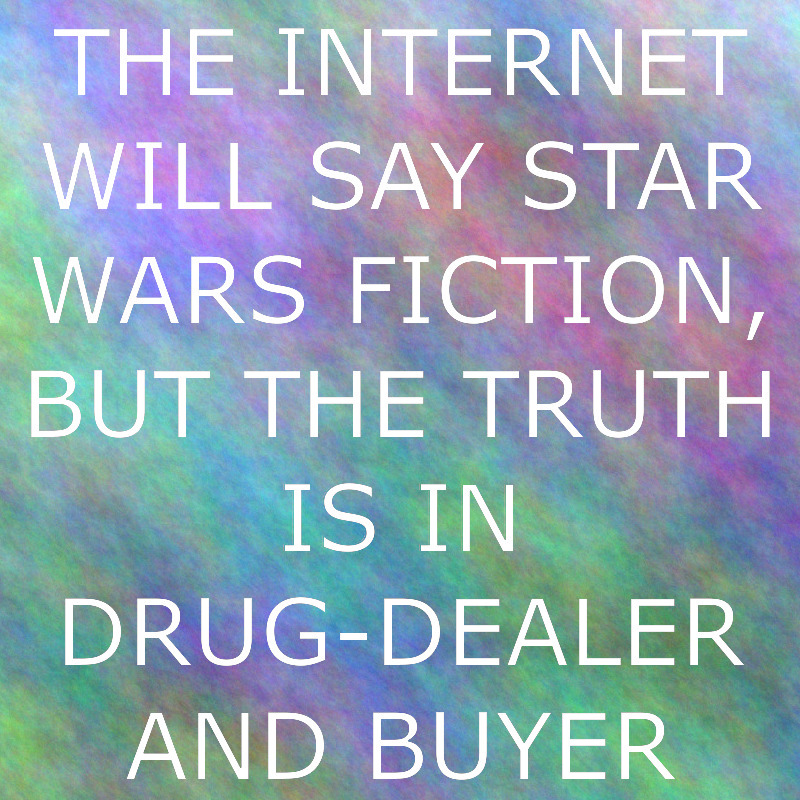 THE INTERNET
WILL SAY STAR
WARS FICTION,
BUT THE TRUTH
IS IN
DRUG-DEALER
AND BUYER